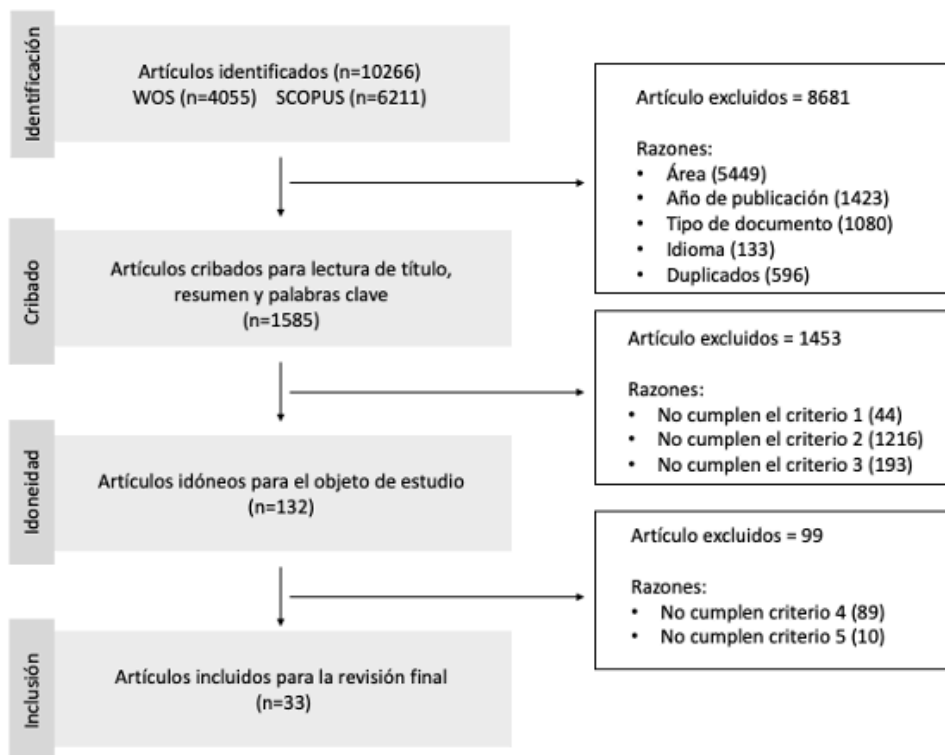 Identificación
Artículos identificados (n=10266)
WOS (n=4055) SCOPUS (n=6211)
Artículo excluidos = 8681
Razones:
• Área (5449)
• Año de publicación (1423)
• Tipo de documento (1080)
• Idioma (133)
• Duplicados (596)
Cribado
Artículos cribados para lectura de título,
resumen y palabras clave
(n=1585)
Artículo excluidos = 1453
Razones:
• No cumplen el criterio 1 (44)
• No cumplen el criterio 2 (1216)
• No cumplen el criterio 3 (193)
Idoneidad
Artículos idóneos para el objeto de estudio
(n=132)
Artículo excluidos = 99
Razones:
• No cumplen criterio 4 (89)
• No cumplen criterio 5 (10)
Inclusión
Artículos incluidos para la revisión final
(n=33)